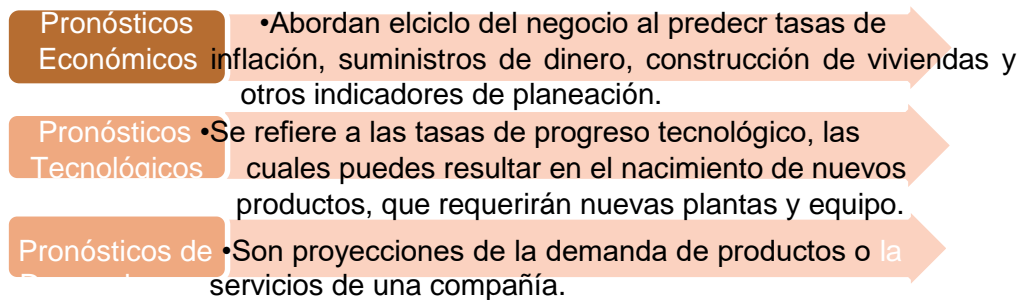 Pronósticos •Abordan elciclo del negocio al predecr tasas de
Económicos inflación, suministros de dinero, construcción de viviendas y
otros indicadores de planeación.
Pronósticos •Se refiere a las tasas de progreso tecnológico, las
Tecnológicos cuales puedes resultar en el nacimiento de nuevos
productos, que requerirán nuevas plantas y equipo.
Pronósticos de •Son proyecciones de la demanda de productos o la
servicios de una compañía.